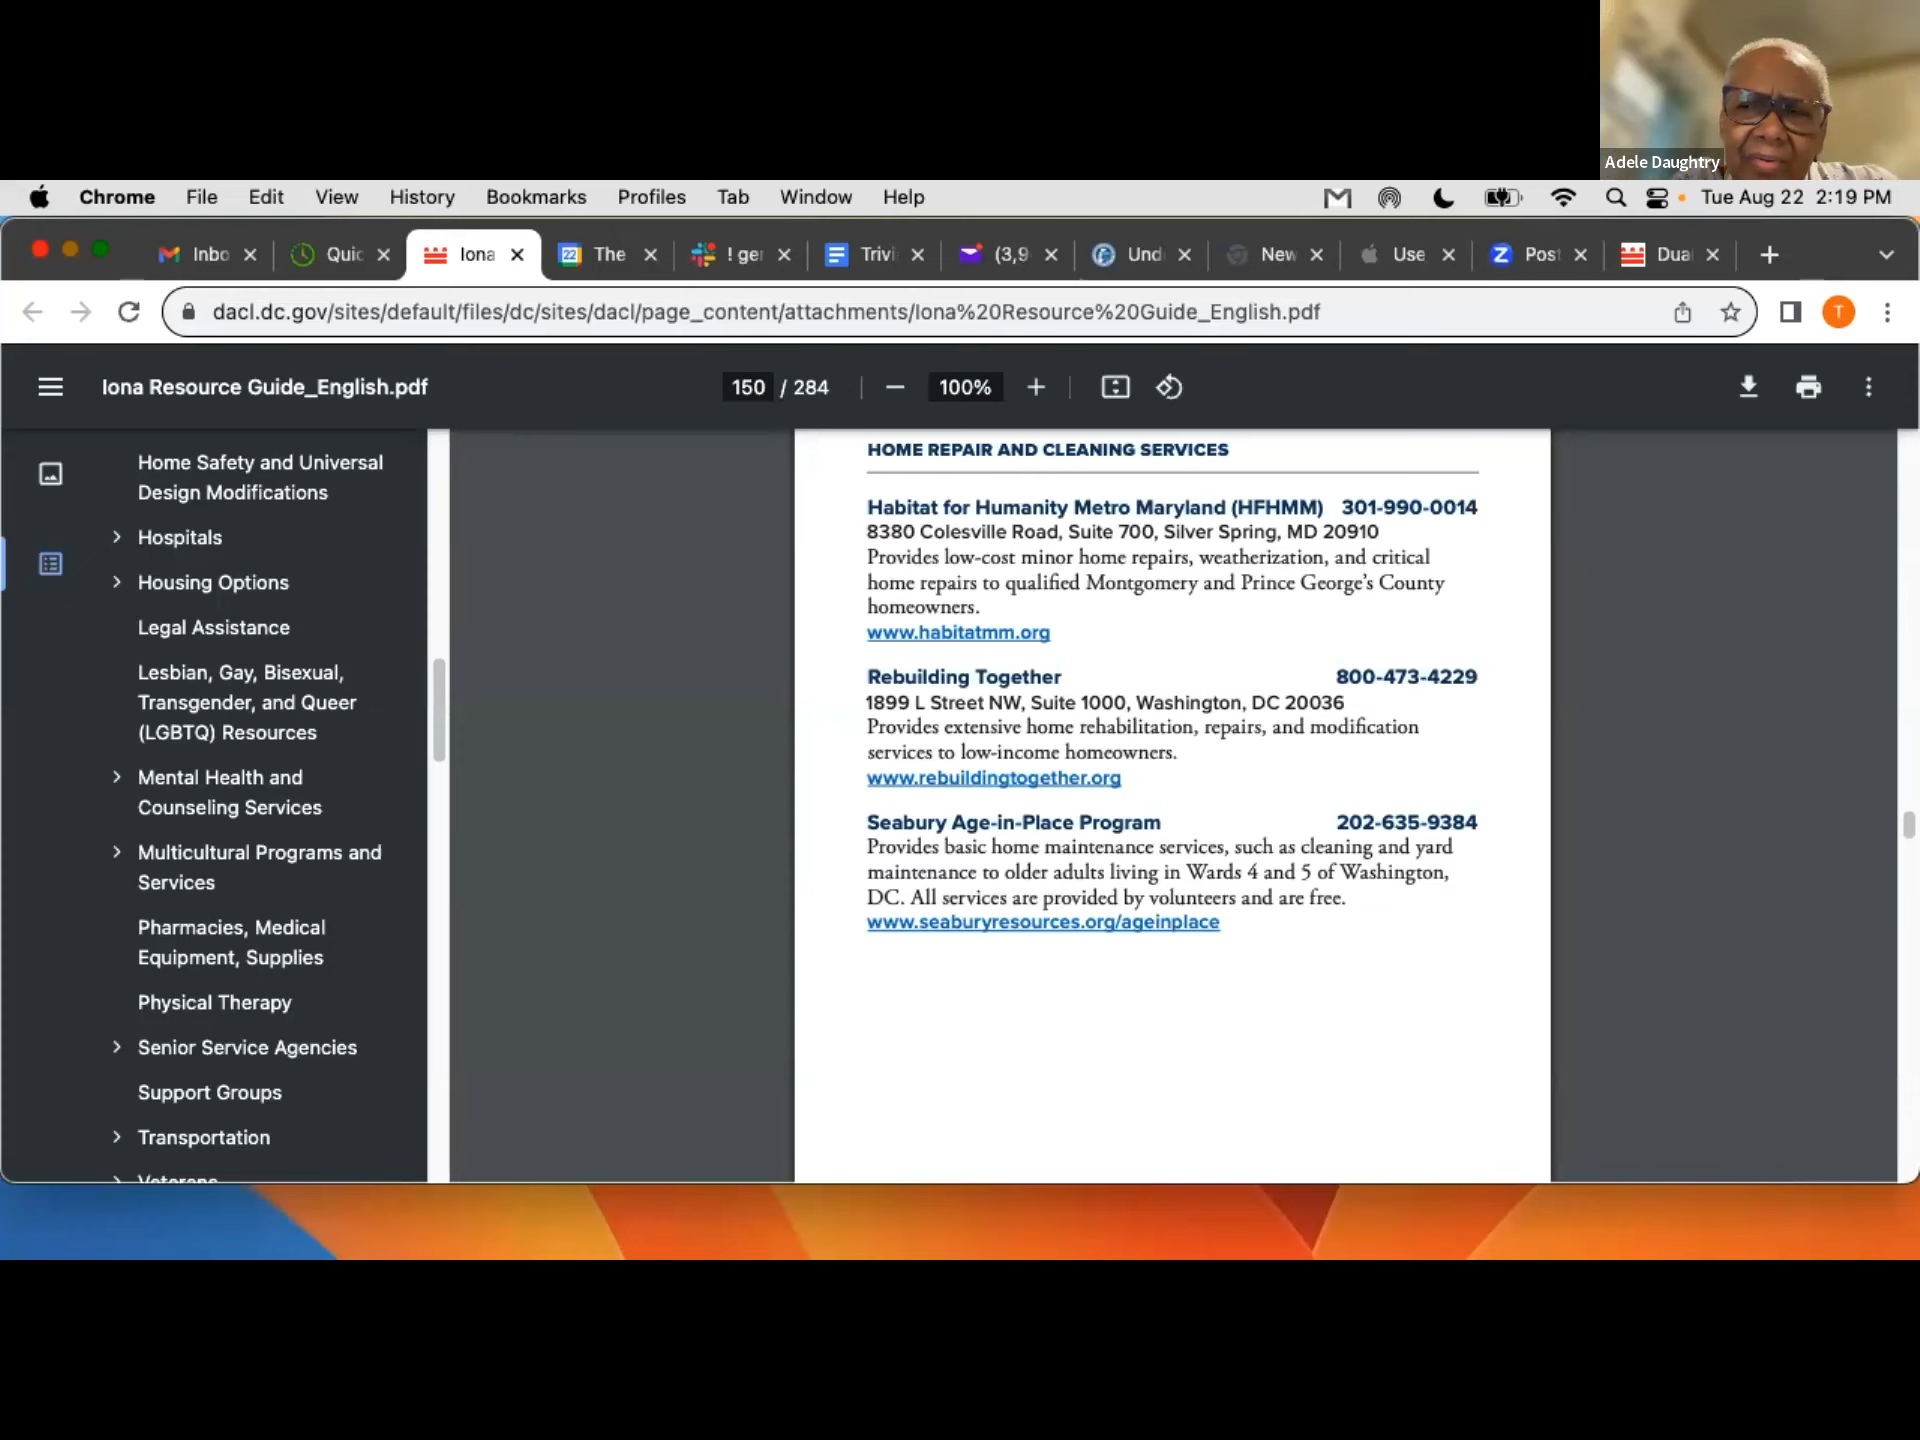 Adele Daughtry
Chrome File Edit View History Bookmarks Profiles Tab Window Help Tue Aug 22 2:19 PM
Inbo Quic Iona 22 The ! ger Trivi (3,9 Und New Use Z Post Dua
dacl.dc.gov/sites/default/files/dc/sites/dacl/page_content/attachments/Iona%20Resource%20Guide_English.pdf T
Iona Resource Guide_English.pdf 150 / 284 100%
Home Safety and Universal
Design Modifications
Hospitals
Housing Options
Legal Assistance
Lesbian, Gay, Bisexual,
Transgender, and Queer
(LGBTQ) Resources
Mental Health and
Counseling Services
Multicultural Programs and
Services
Pharmacies, Medical
Equipment, Supplies
Physical Therapy
Senior Service Agencies
Support Groups
Transportation
Veterans
HOME REPAIR AND CLEANING SERVICES
Habitat for Humanity Metro Maryland (HFHMM) 301-990-0014
8380 Colesville Road, Suite 700, Silver Spring, MD 20910
Provides low-cost minor home repairs, weatherization, and critical
home repairs to qualified Montgomery and Prince George's County
homeowners.
www.habitatmm.org
Rebuilding Together 800-473-4229
1899 L Street NW, Suite 1000, Washington, DC 20036
Provides extensive home rehabilitation, repairs, and modification
services to low-income homeowners.
www.rebuildingtogether.org
Seabury Age-in-Place Program 202-635-9384
Provides basic home maintenance services, such as cleaning and yard
maintenance to older adults living in Wards 4 and 5 of Washington,
DC. All services are provided by volunteers and are free.
www.seaburyresources.org/ageinplace